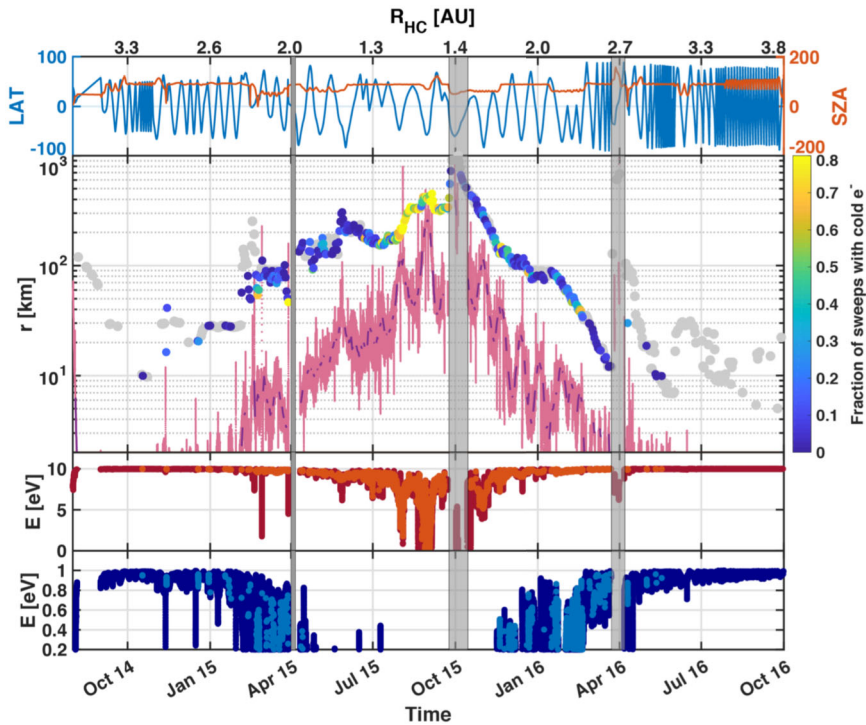 R_HC [AU]
3.3 2.6 2.0 1.3 1.4 2.0 2.7 3.3 3.8
100 0 -100
LAT
200 0 -200
SZA
10^3 10^2 10^1
r [km]
0.8 0.7 0.6 0.5 0.4 0.3 0.2 0.1 0
Fraction of sweeps with cold e^-
10 5 0
E [eV]
1 0.8 0.6 0.4 0.2
E [eV]
Oct 14 Jan 15 Apr 15 Jul 15 Oct 15 Jan 16 Apr 16 Jul 16 Oct 16
Time